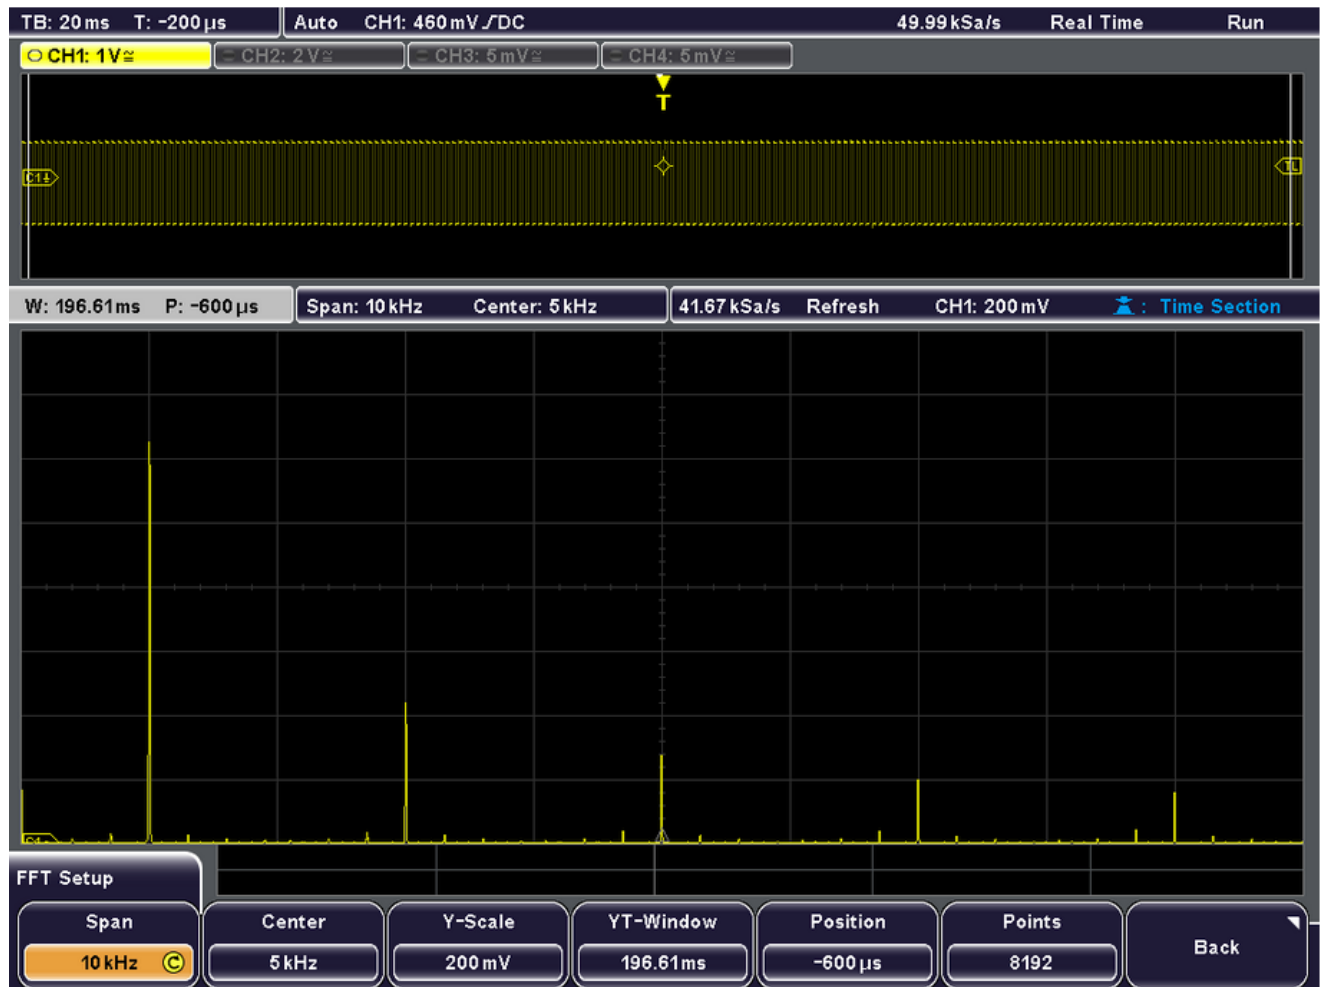 TB: 20 ms T: -200 µs Auto CH1: 460 mV DC 49.99 kSa/s Real Time Run
CH1: 1 V≅ CH2: 2 V≅ CH3: 5 mV≅ CH4: 5 mV≅
T
C1 TL
W: 196.61 ms P: -600 µs Span: 10 kHz Center: 5 kHz 41.67 kSa/s Refresh CH1: 200 mV : Time Section
C1
FFT Setup
Span Center Y-Scale YT-Window Position Points Back
10 kHz C 5 kHz 200 mV 196.61 ms -600 µs 8192